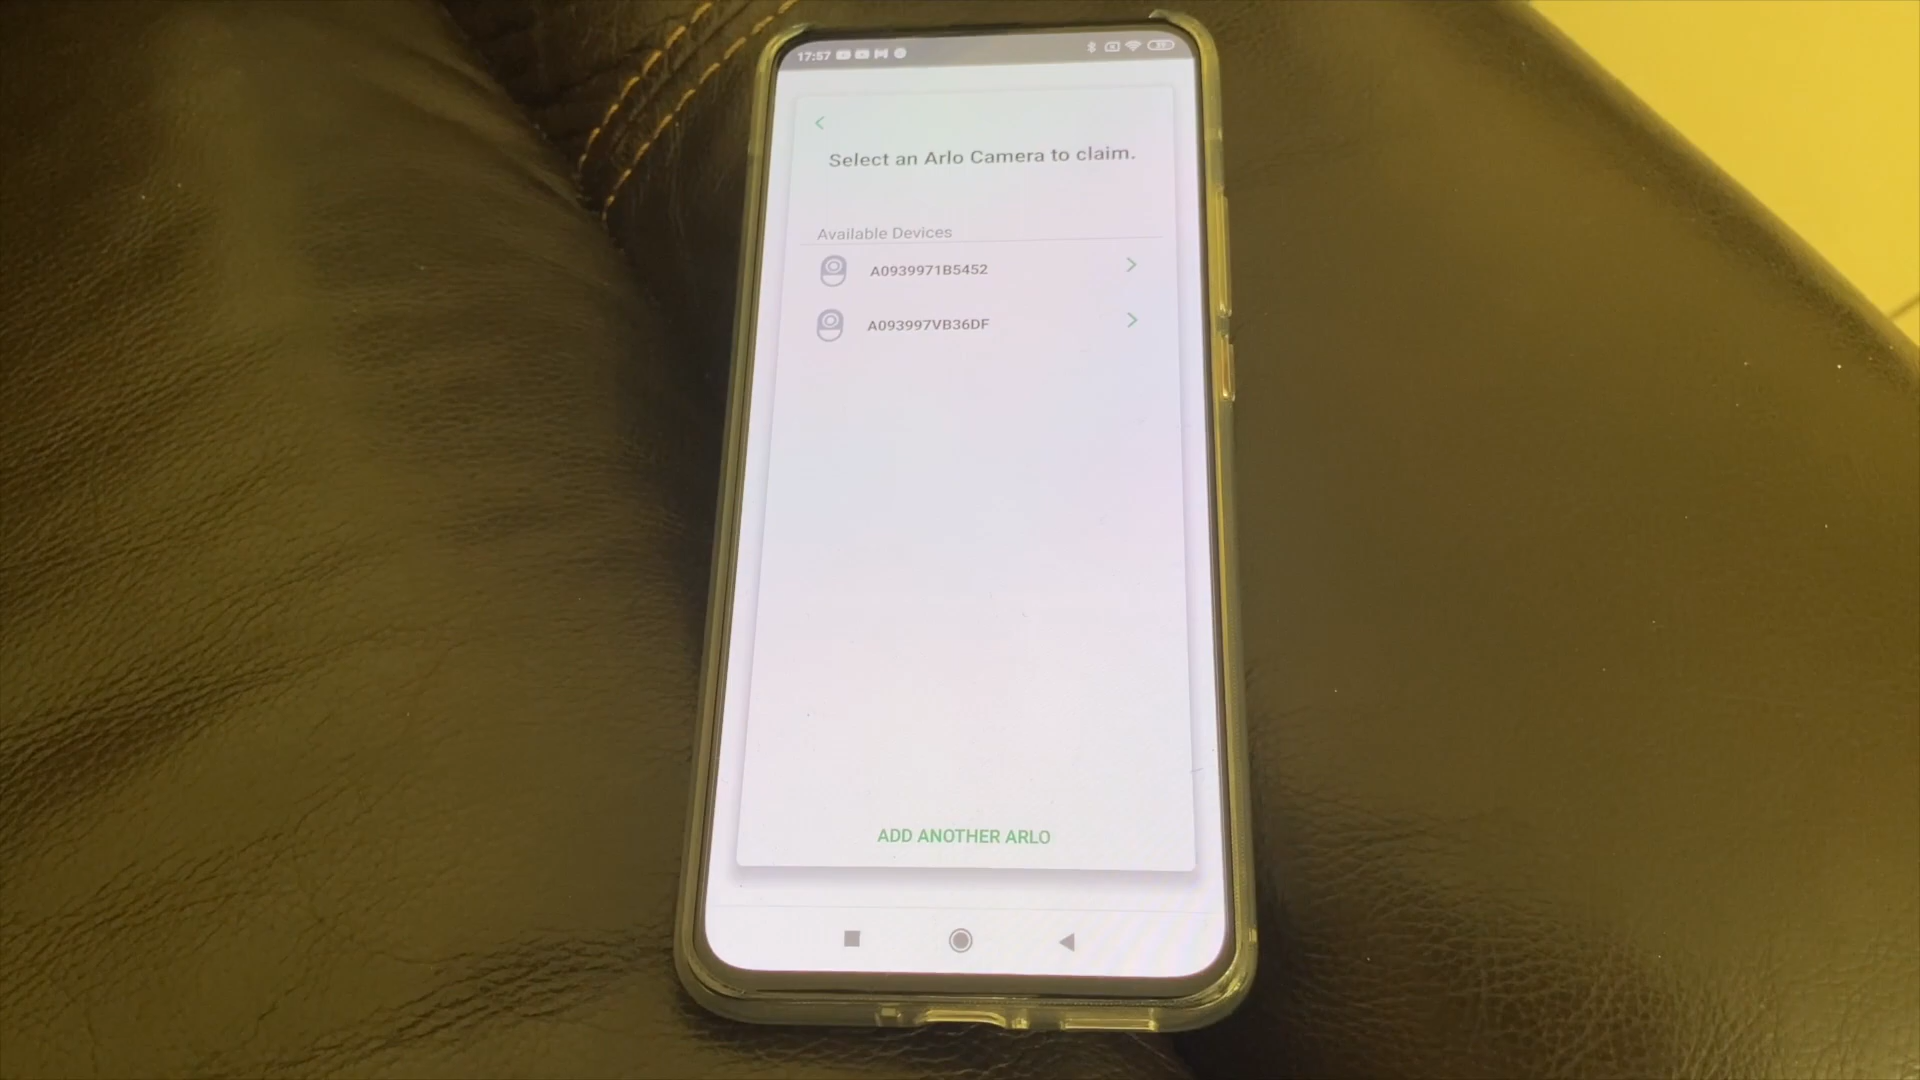 17:57
Select an Arlo Camera to claim.
Available Devices
A0939971B5452
A093997VB36DF
ADD ANOTHER ARLO